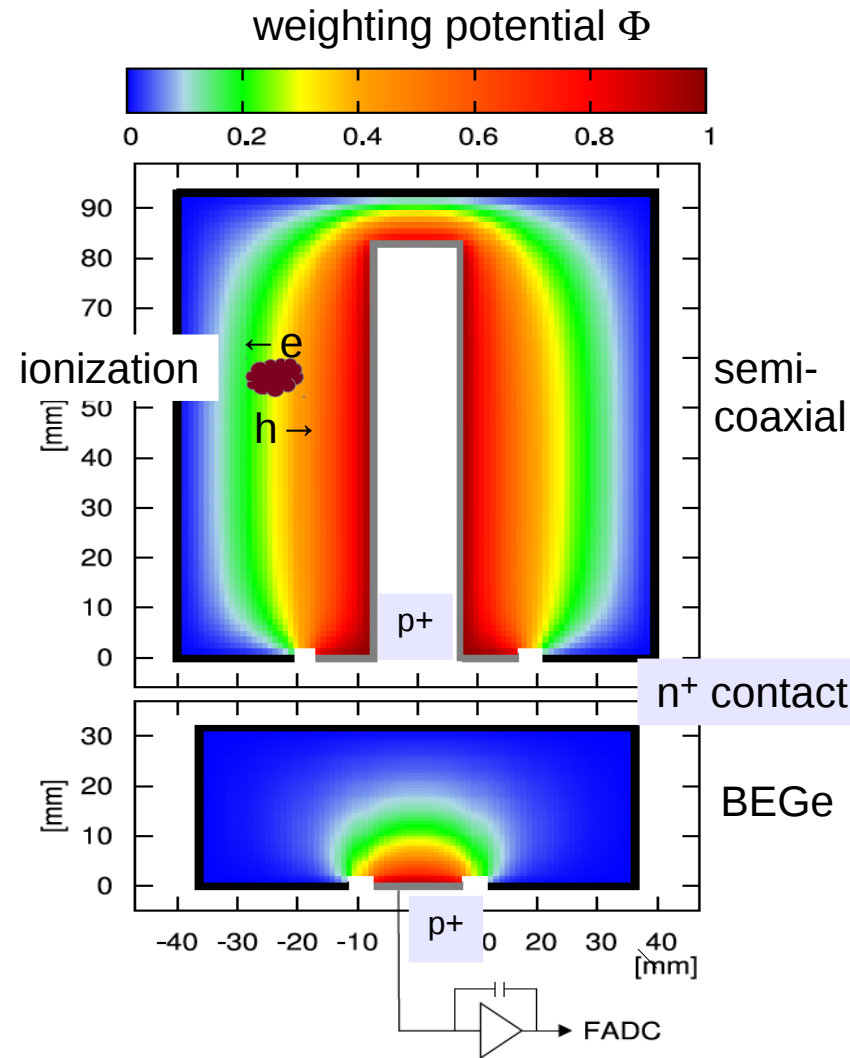 weighting potential Φ
0 0.2 0.4 0.6 0.8 1
90
80
70
← e
ionization
semi-
coaxial
50
[mm]
h →
40
30
20
10
p+
0
n⁺ contact
30
20
[mm]
BEGe
10
0
p+
-40 -30 -20 -10 0 20 30 40
[mm]
FADC